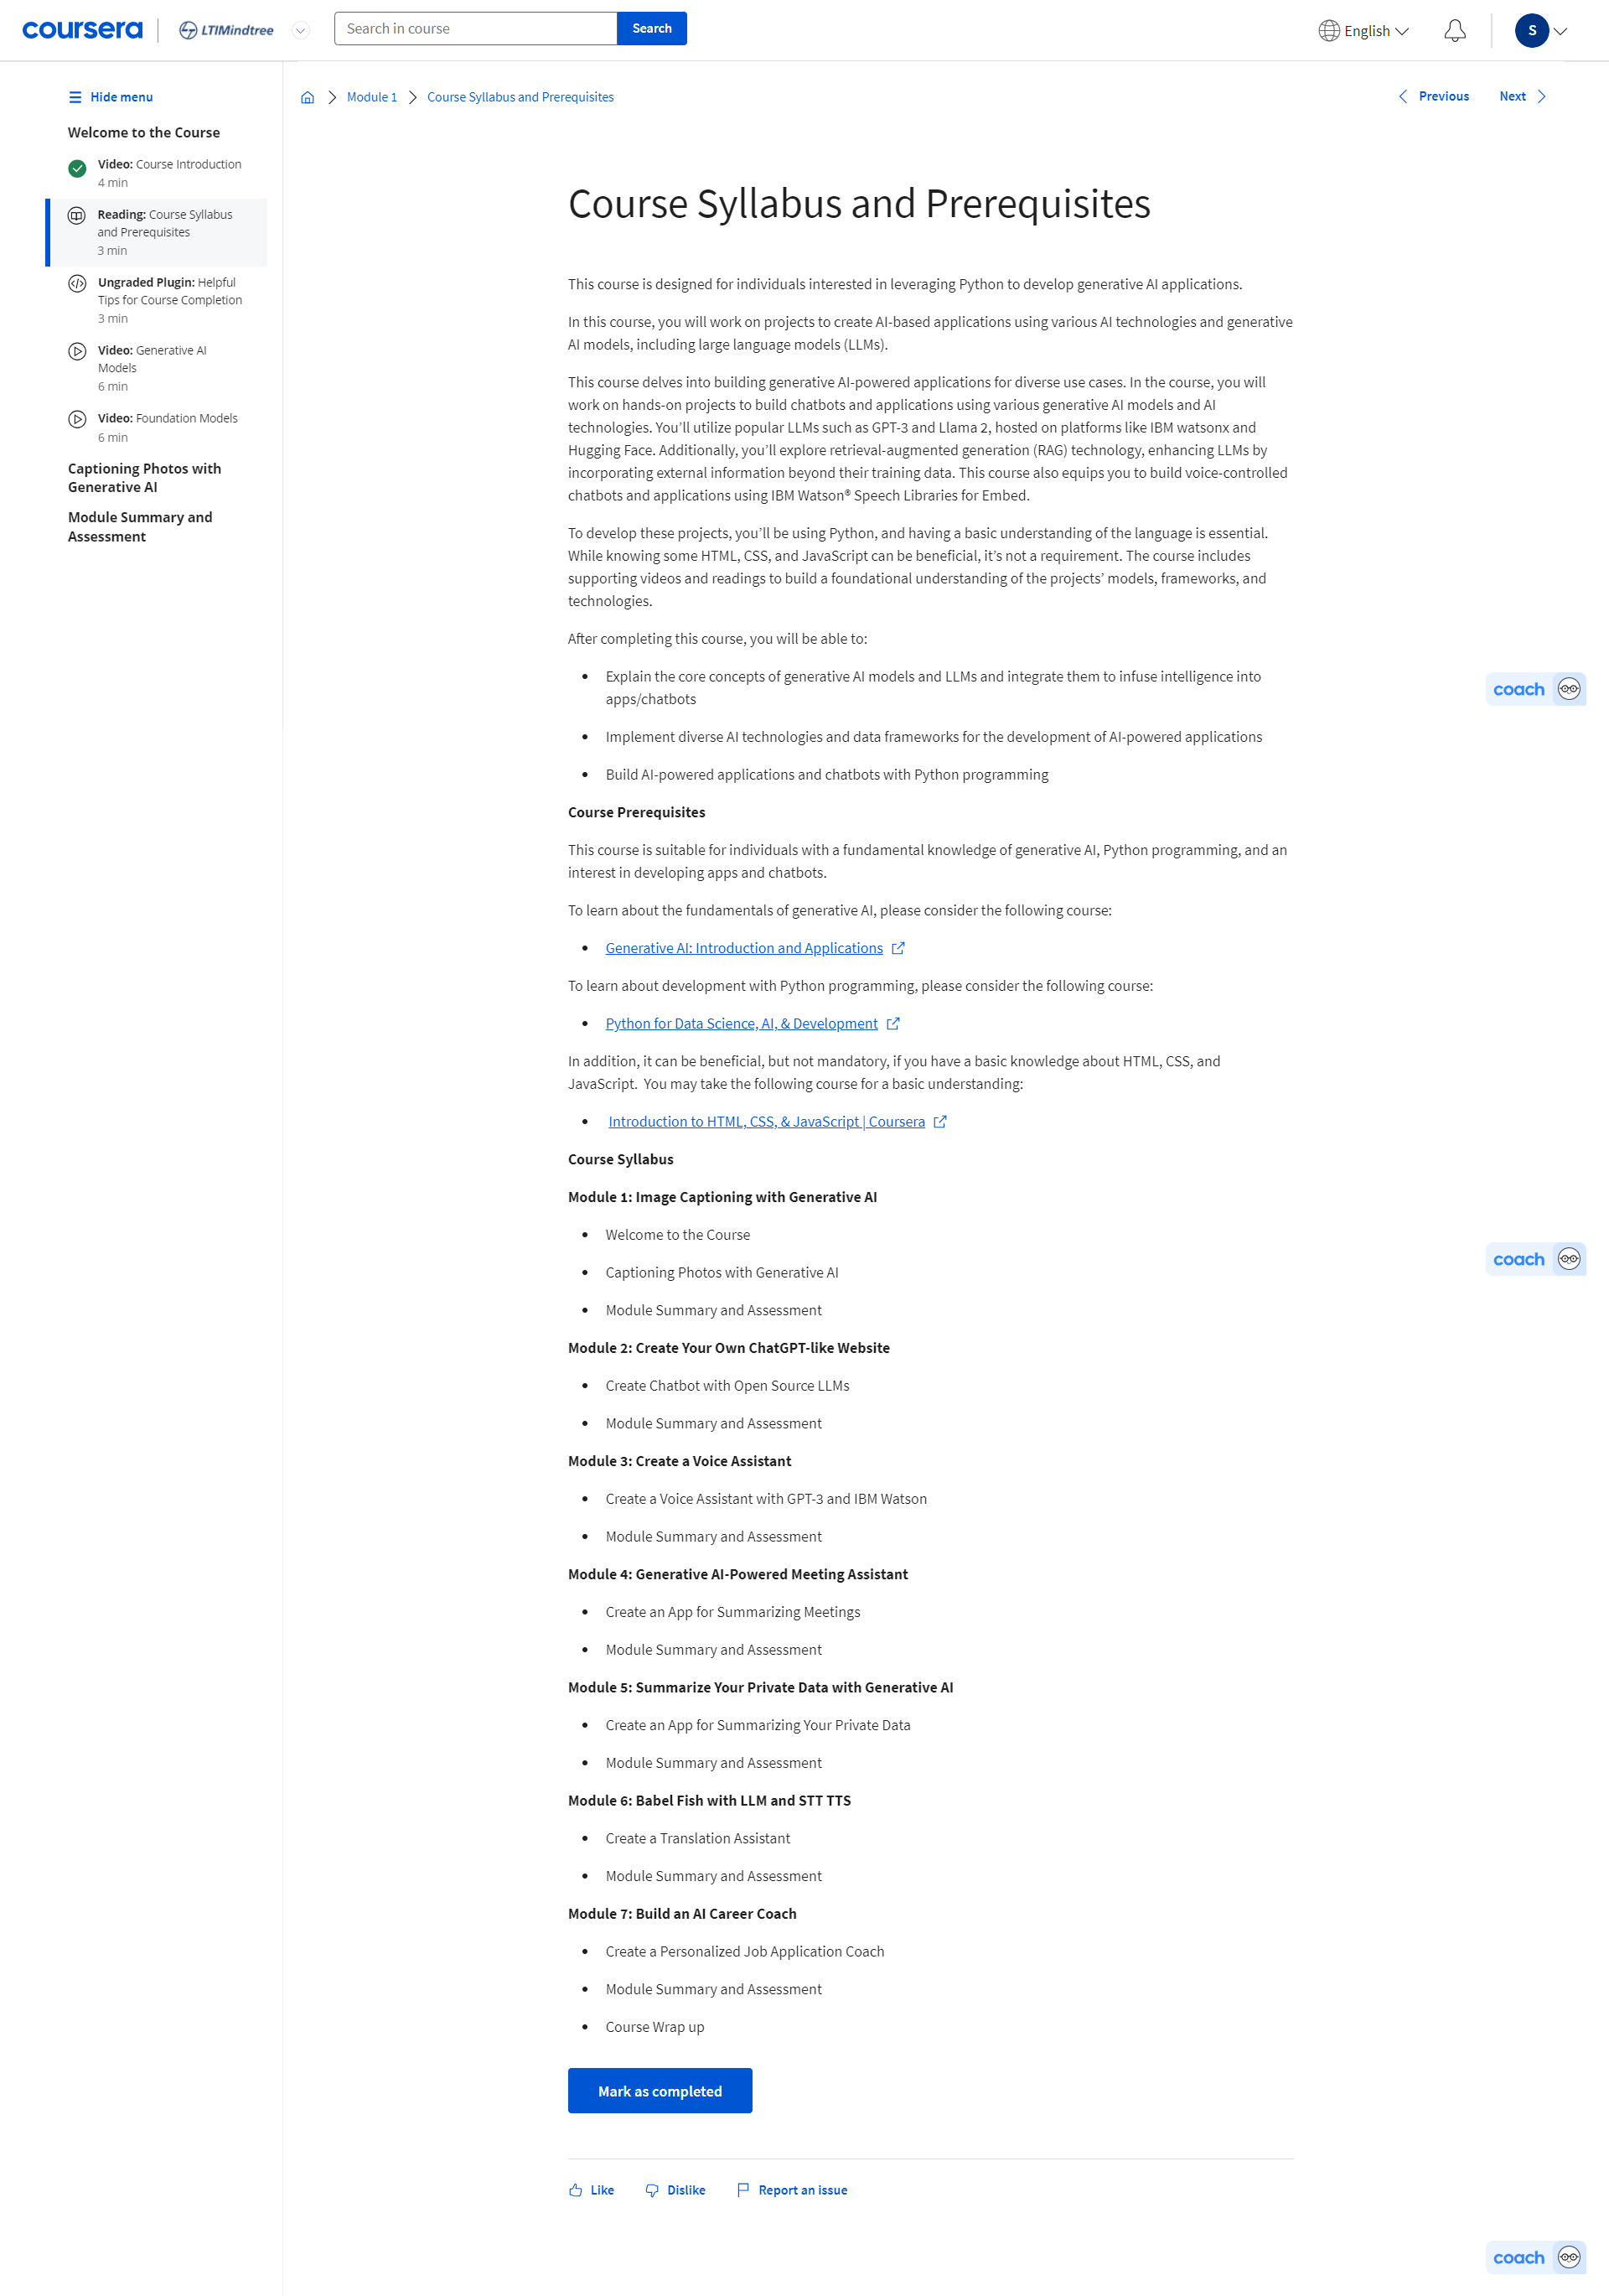 coursera
LTIMindtree
Search in course
Search
English
S
Hide menu
Welcome to the Course
Video: Course Introduction
4 min
Reading: Course Syllabus
and Prerequisites
3 min
Ungraded Plugin: Helpful
Tips for Course Completion
3 min
Video: Generative AI
Models
6 min
Video: Foundation Models
6 min
Captioning Photos with
Generative AI
Module Summary and
Assessment
Module 1
Course Syllabus and Prerequisites
Previous
Next
Course Syllabus and Prerequisites
This course is designed for individuals interested in leveraging Python to develop generative AI applications.
In this course, you will work on projects to create AI-based applications using various AI technologies and generative
AI models, including large language models (LLMs).
This course delves into building generative AI-powered applications for diverse use cases. In the course, you will
work on hands-on projects to build chatbots and applications using various generative AI models and AI
technologies. You’ll utilize popular LLMs such as GPT-3 and Llama 2, hosted on platforms like IBM watsonx and
Hugging Face. Additionally, you’ll explore retrieval-augmented generation (RAG) technology, enhancing LLMs by
incorporating external information beyond their training data. This course also equips you to build voice-controlled
chatbots and applications using IBM Watson® Speech Libraries for Embed.
To develop these projects, you’ll be using Python, and having a basic understanding of the language is essential.
While knowing some HTML, CSS, and JavaScript can be beneficial, it’s not a requirement. The course includes
supporting videos and readings to build a foundational understanding of the projects’ models, frameworks, and
technologies.
After completing this course, you will be able to:
• Explain the core concepts of generative AI models and LLMs and integrate them to infuse intelligence into
apps/chatbots
• Implement diverse AI technologies and data frameworks for the development of AI-powered applications
• Build AI-powered applications and chatbots with Python programming
Course Prerequisites
This course is suitable for individuals with a fundamental knowledge of generative AI, Python programming, and an
interest in developing apps and chatbots.
To learn about the fundamentals of generative AI, please consider the following course:
• Generative AI: Introduction and Applications
To learn about development with Python programming, please consider the following course:
• Python for Data Science, AI, & Development
In addition, it can be beneficial, but not mandatory, if you have a basic knowledge about HTML, CSS, and
JavaScript. You may take the following course for a basic understanding:
• Introduction to HTML, CSS, & JavaScript | Coursera
Course Syllabus
Module 1: Image Captioning with Generative AI
• Welcome to the Course
• Captioning Photos with Generative AI
• Module Summary and Assessment
Module 2: Create Your Own ChatGPT-like Website
• Create Chatbot with Open Source LLMs
• Module Summary and Assessment
Module 3: Create a Voice Assistant
• Create a Voice Assistant with GPT-3 and IBM Watson
• Module Summary and Assessment
Module 4: Generative AI-Powered Meeting Assistant
• Create an App for Summarizing Meetings
• Module Summary and Assessment
Module 5: Summarize Your Private Data with Generative AI
• Create an App for Summarizing Your Private Data
• Module Summary and Assessment
Module 6: Babel Fish with LLM and STT TTS
• Create a Translation Assistant
• Module Summary and Assessment
Module 7: Build an AI Career Coach
• Create a Personalized Job Application Coach
• Module Summary and Assessment
• Course Wrap up
Mark as completed
Like
Dislike
Report an issue
coach
coach
coach